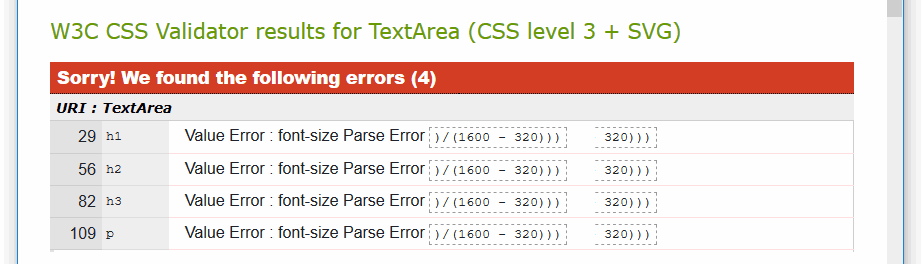 W3C CSS Validator results for TextArea (CSS level 3 + SVG)
Sorry! We found the following errors (4)
URI : TextArea
29 h1 Value Error : font-size Parse Error )/(1600 - 320))) 320)))
56 h2 Value Error : font-size Parse Error )/(1600 - 320))) 320)))
82 h3 Value Error : font-size Parse Error )/(1600 - 320))) 320)))
109 p Value Error : font-size Parse Error )/(1600 - 320))) 320)))